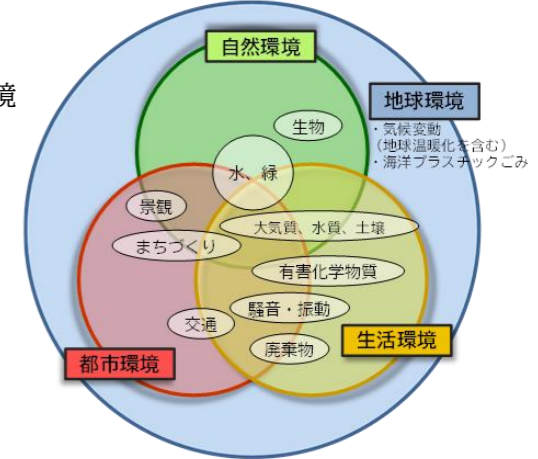 自然環境
境
地球環境
・気候変動
(地球温暖化を含む)
・海洋プラスチックごみ
生物
水、緑
景観
大気質、水質、土壌
まちづくり
有害化学物質
騒音・振動
交通
廃棄物
生活環境
都市環境